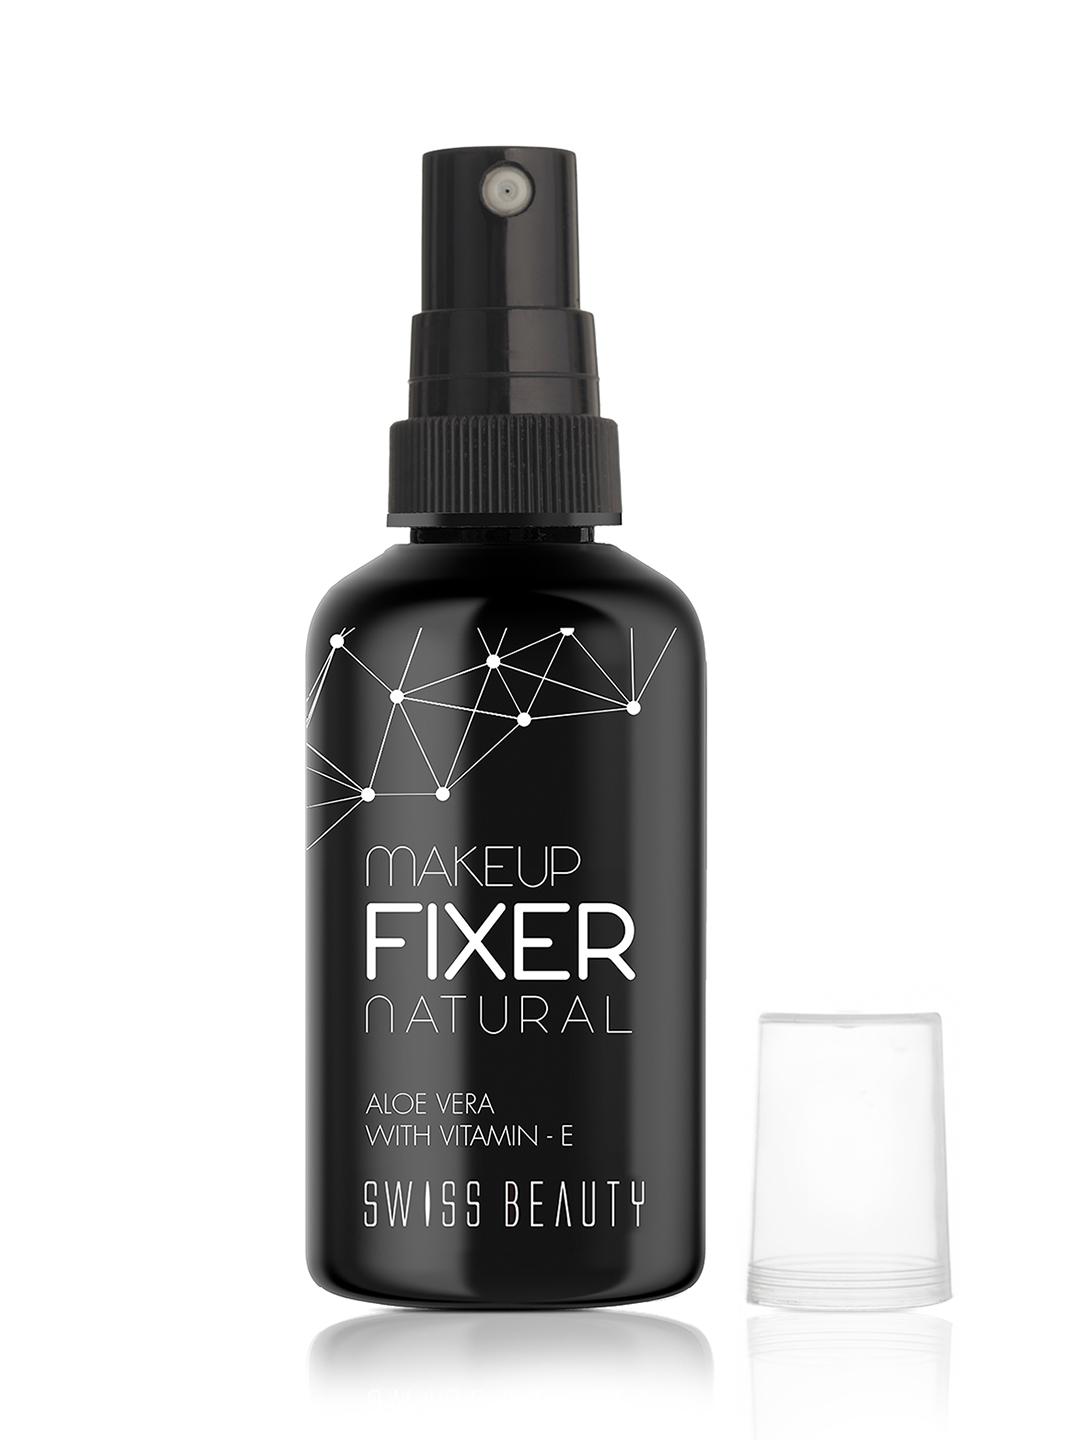 MAKEUP
FIXER
NATURAL
ALOE VERA
WITH VITAMIN - E
SWISS BEAUTY